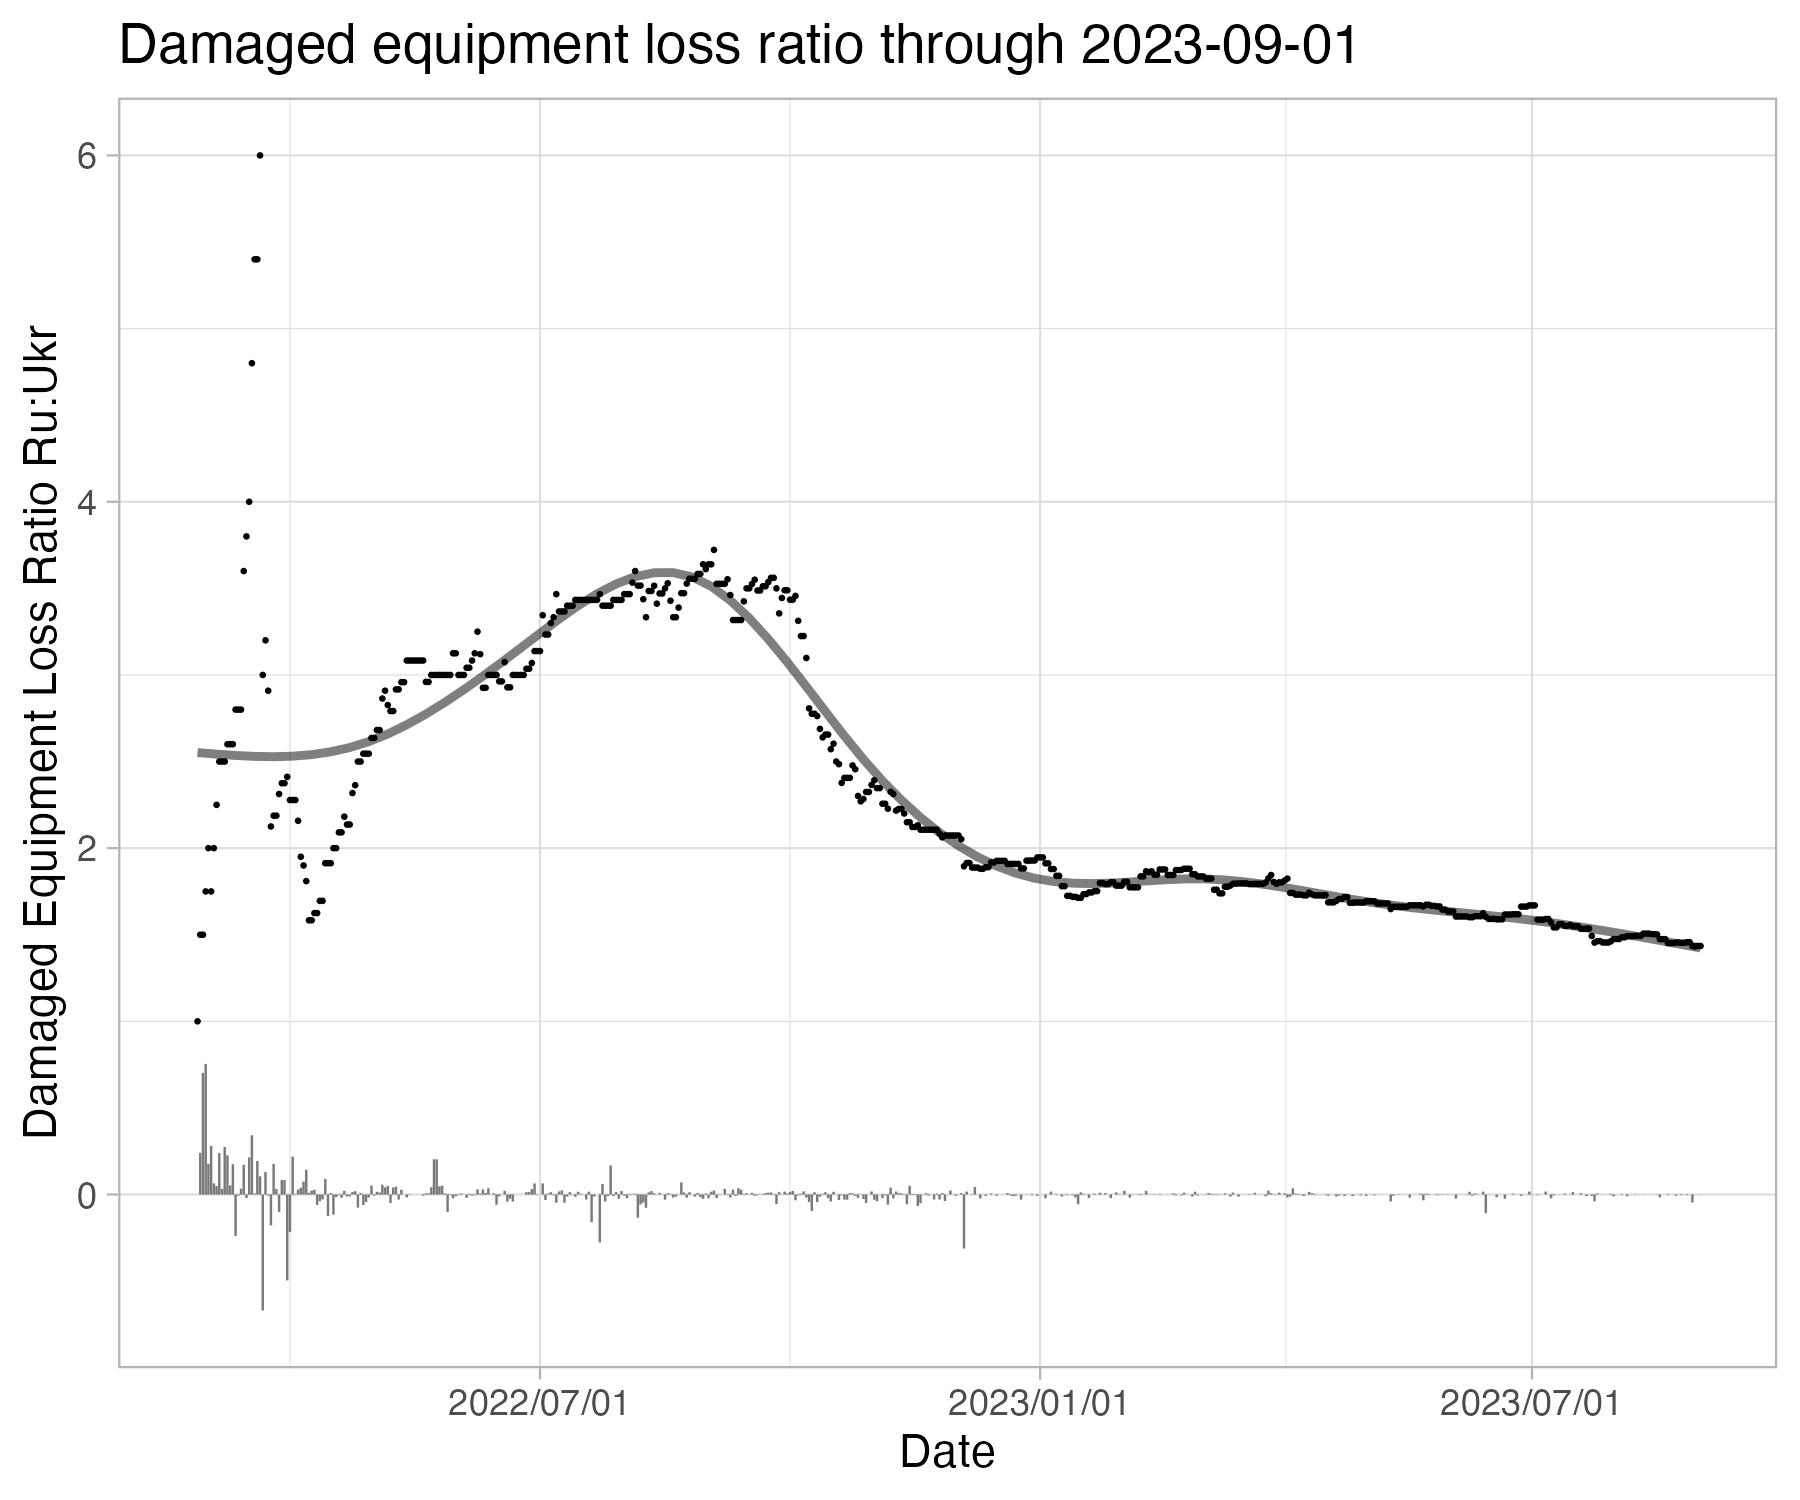 Damaged equipment loss ratio through 2023-09-01
Damaged Equipment Loss Ratio Ru:Ukr
6
4
2
0
2022/07/01
2023/01/01
2023/07/01
Date